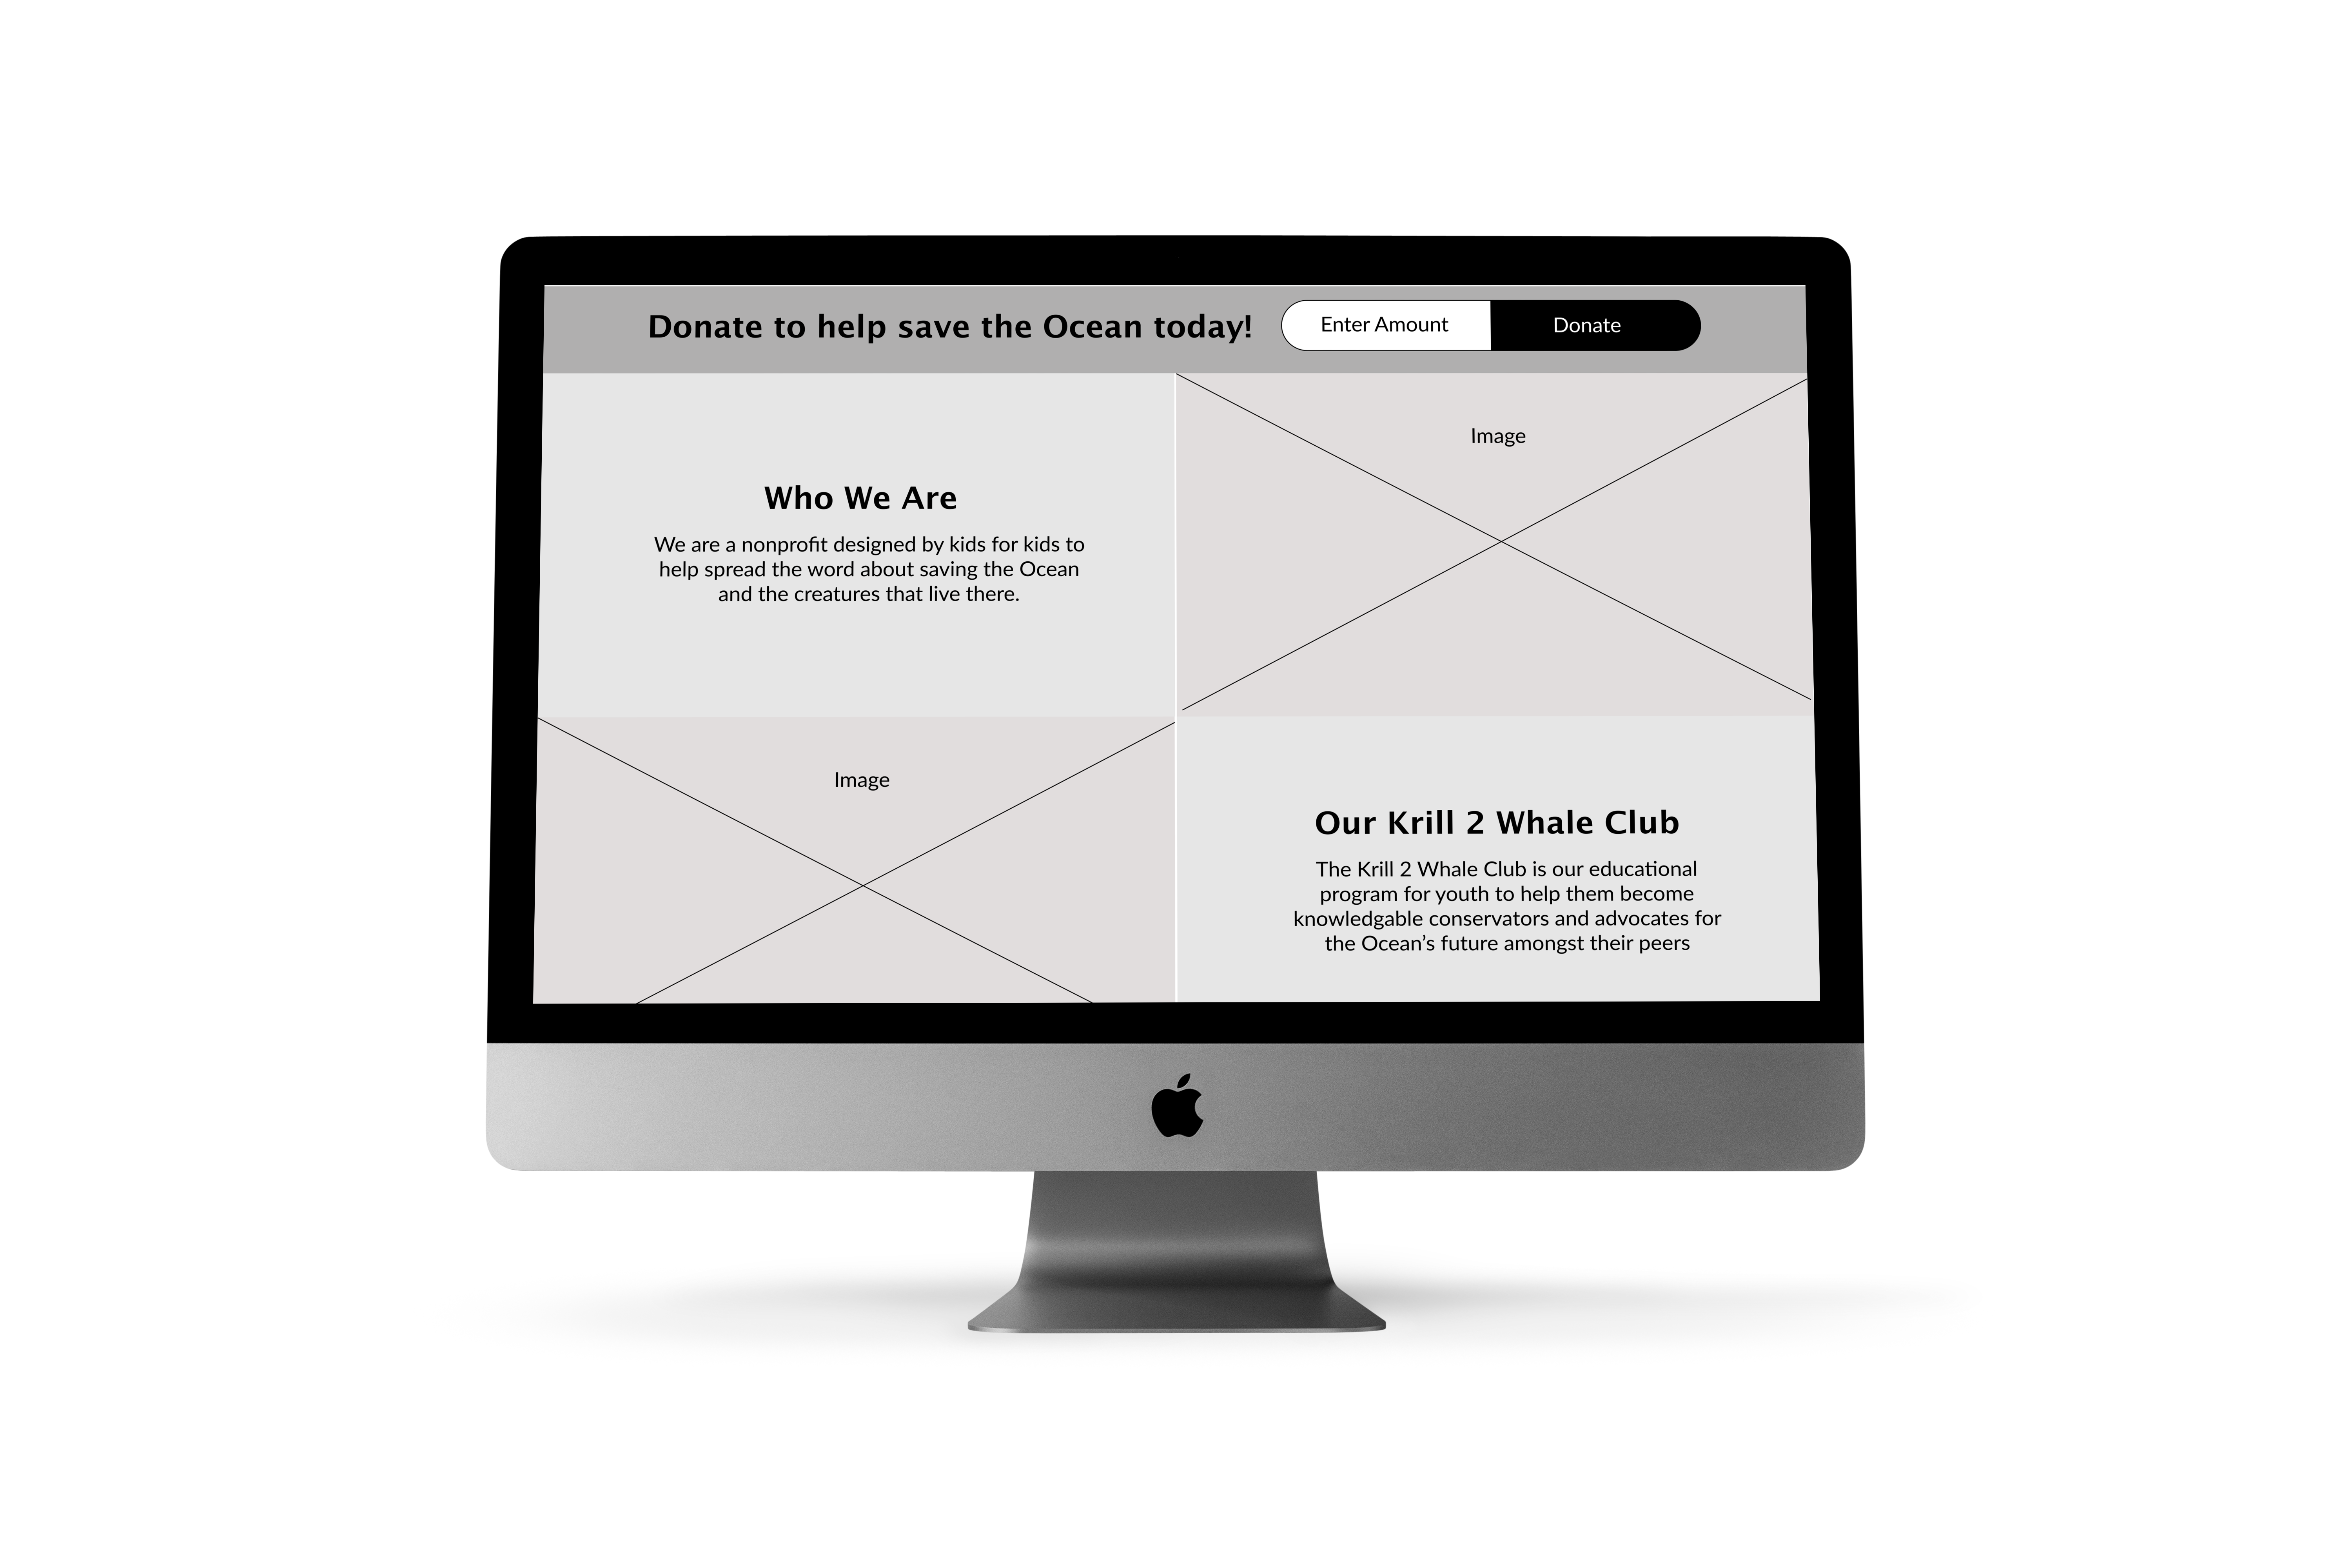 Donate to help save the Ocean today!
Enter Amount
Donate
Who We Are
We are a nonprofit designed by kids for kids to
help spread the word about saving the Ocean
and the creatures that live there.
Image
Image
Our Krill 2 Whale Club
The Krill 2 Whale Club is our educational
program for youth to help them become
knowledgable conservators and advocates for
the Ocean’s future amongst their peers